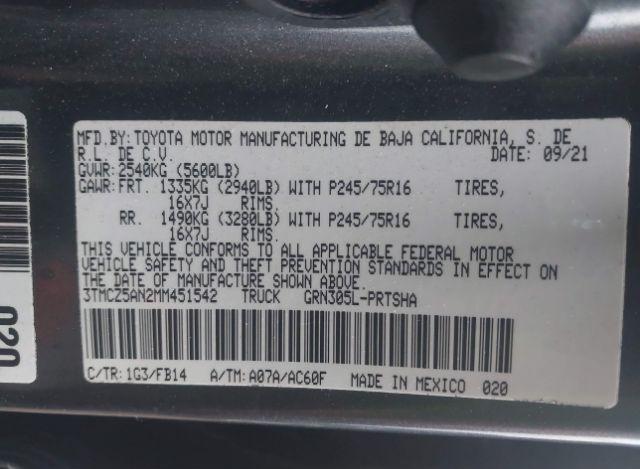 MFD.BY:TOYOTA MOTOR MANUFACTURING DE BAJA CALIFORNIA, S. DE
R.L. DE C.V. DATE: 09/21
GVWR:2540KG (5600LB)
GAWR:FRT. 1335KG (2940LB) WITH P245/75R16 TIRES,
16X7J RIMS.
RR. 1490KG (3280LB) WITH P245/75R16 TIRES,
16X7J RIMS.
THIS VEHICLE CONFORMS TO ALL APPLICABLE FEDERAL MOTOR
VEHICLE SAFETY AND THEFT PREVENTION STANDARDS IN EFFECT ON
THE DATE OF MANUFACTURE SHOWN ABOVE.
3TMCZ5AN2MM451542 TRUCK GRN305L-PRTSHA
C/TR:1G3/FB14 A/TM:A07A/AC60F MADE IN MEXICO 020
020